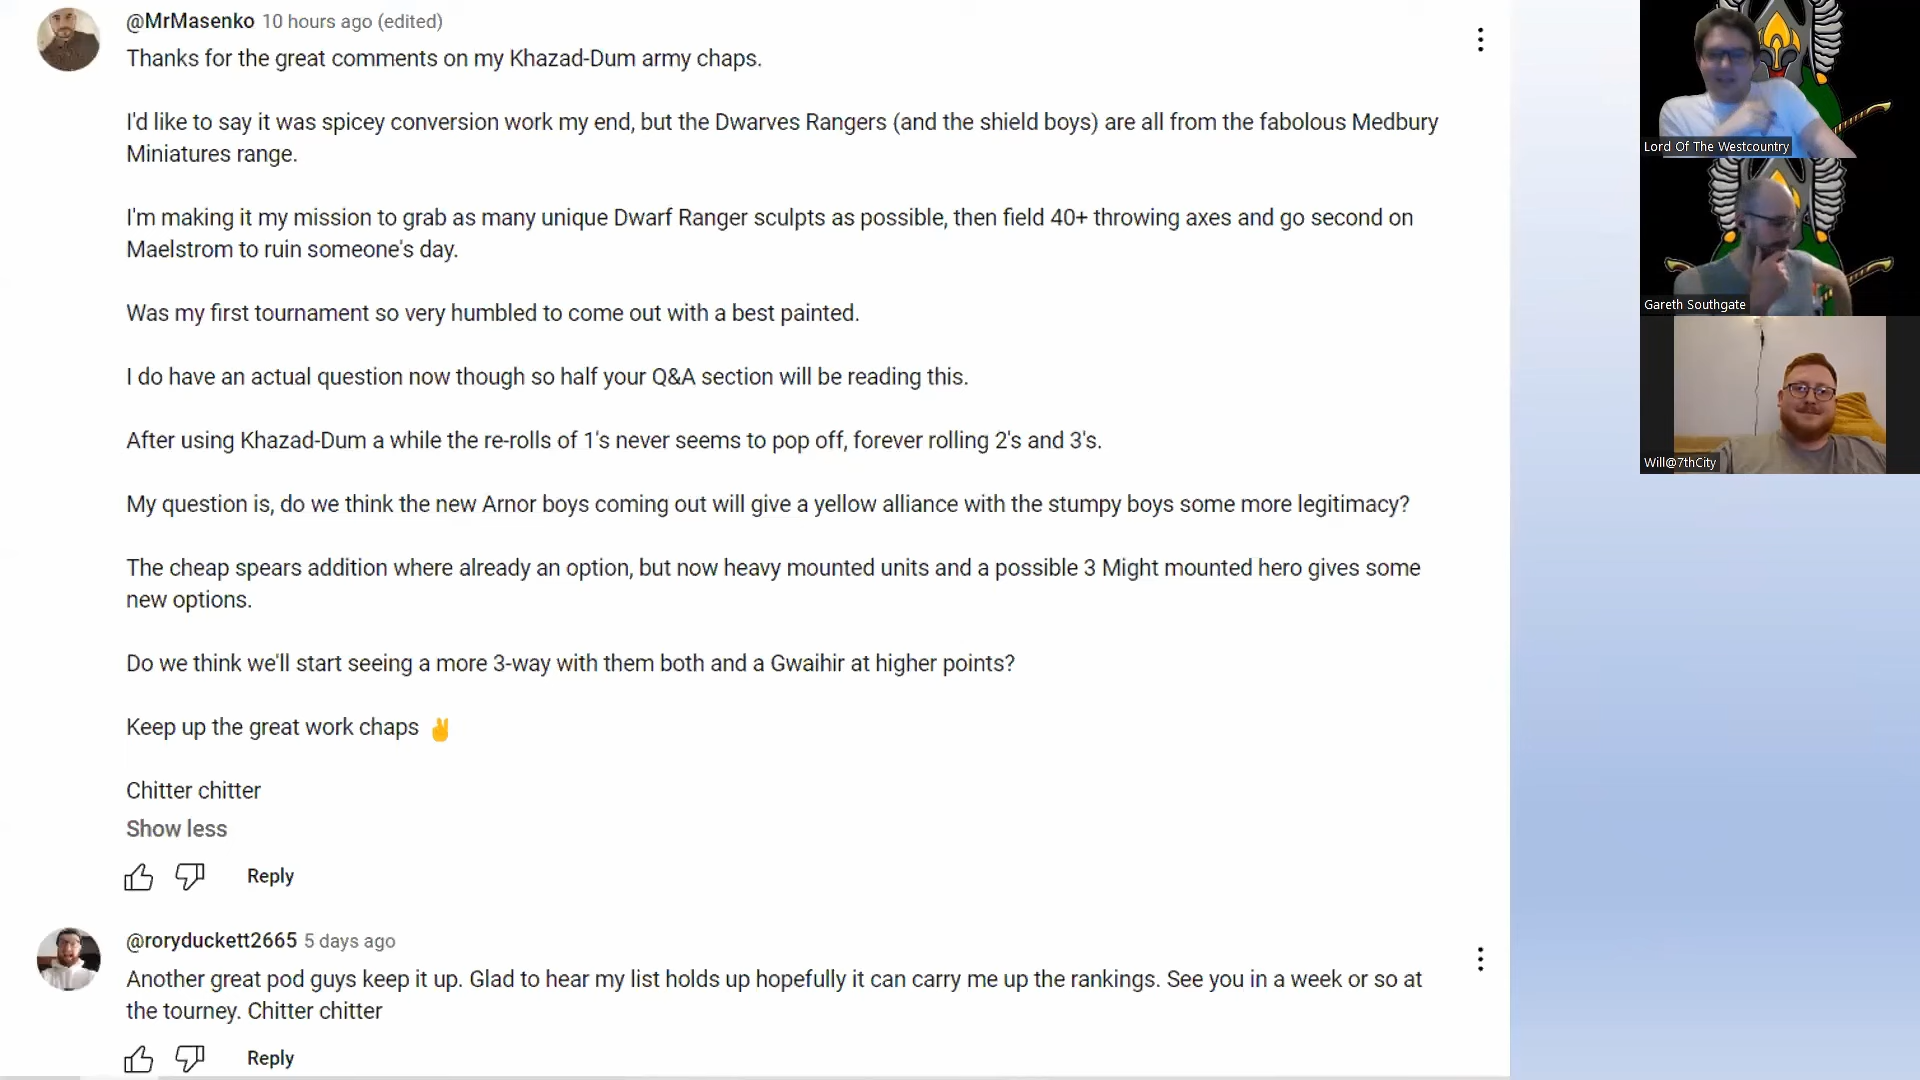 @MrMasenko 10 hours ago (edited)
Thanks for the great comments on my Khazad-Dum army chaps.
I'd like to say it was spicey conversion work my end, but the Dwarves Rangers (and the shield boys) are all from the fabolous Medbury
Miniatures range.
I'm making it my mission to grab as many unique Dwarf Ranger sculpts as possible, then field 40+ throwing axes and go second on
Maelstrom to ruin someone's day.
Was my first tournament so very humbled to come out with a best painted.
I do have an actual question now though so half your Q&A section will be reading this.
After using Khazad-Dum a while the re-rolls of 1's never seems to pop off, forever rolling 2's and 3's.
My question is, do we think the new Arnor boys coming out will give a yellow alliance with the stumpy boys some more legitimacy?
The cheap spears addition where already an option, but now heavy mounted units and a possible 3 Might mounted hero gives some
new options.
Do we think we'll start seeing a more 3-way with them both and a Gwaihir at higher points?
Keep up the great work chaps ✌
Chitter chitter
Show less
Reply
@roryduckett2665 5 days ago
Another great pod guys keep it up. Glad to hear my list holds up hopefully it can carry me up the rankings. See you in a week or so at
the tourney. Chitter chitter
Reply
Lord Of The Westcountry
Gareth Southgate
Will@7thCity